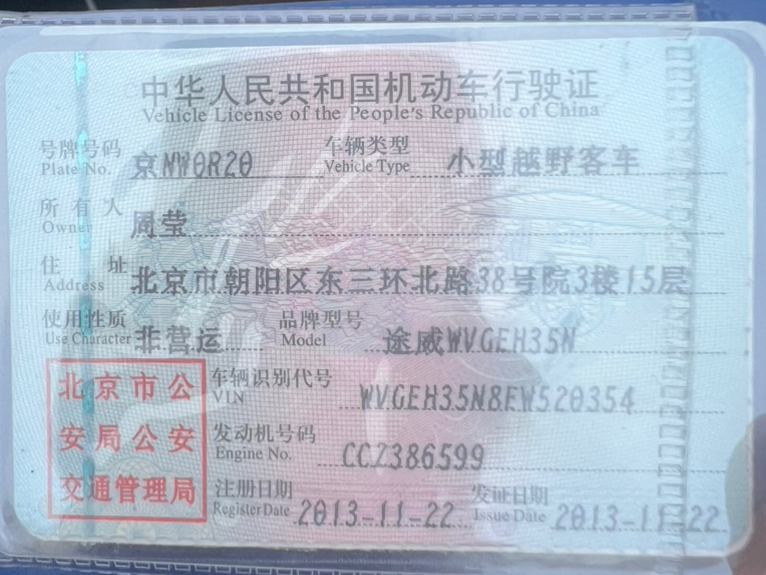 中华人民共和国机动车行驶证
Vehicle License of the People's Republic of China
号牌号码 京NW0R20 车辆类型 小型越野客车
Plate No. Vehicle Type
所有人 周莹
Owner
住址 北京市朝阳区东三环北路38号院3楼15层
Address
使用性质 非营运 品牌型号 途威WVGEH35N
Use Character Model
北京市公安局公安交通管理局
车辆识别代号 WVGEH35N8EW520354
VIN
发动机号码 CCZ386599
Engine No.
注册日期 2013-11-22 发证日期 2013-11-22
Register Date Issue Date